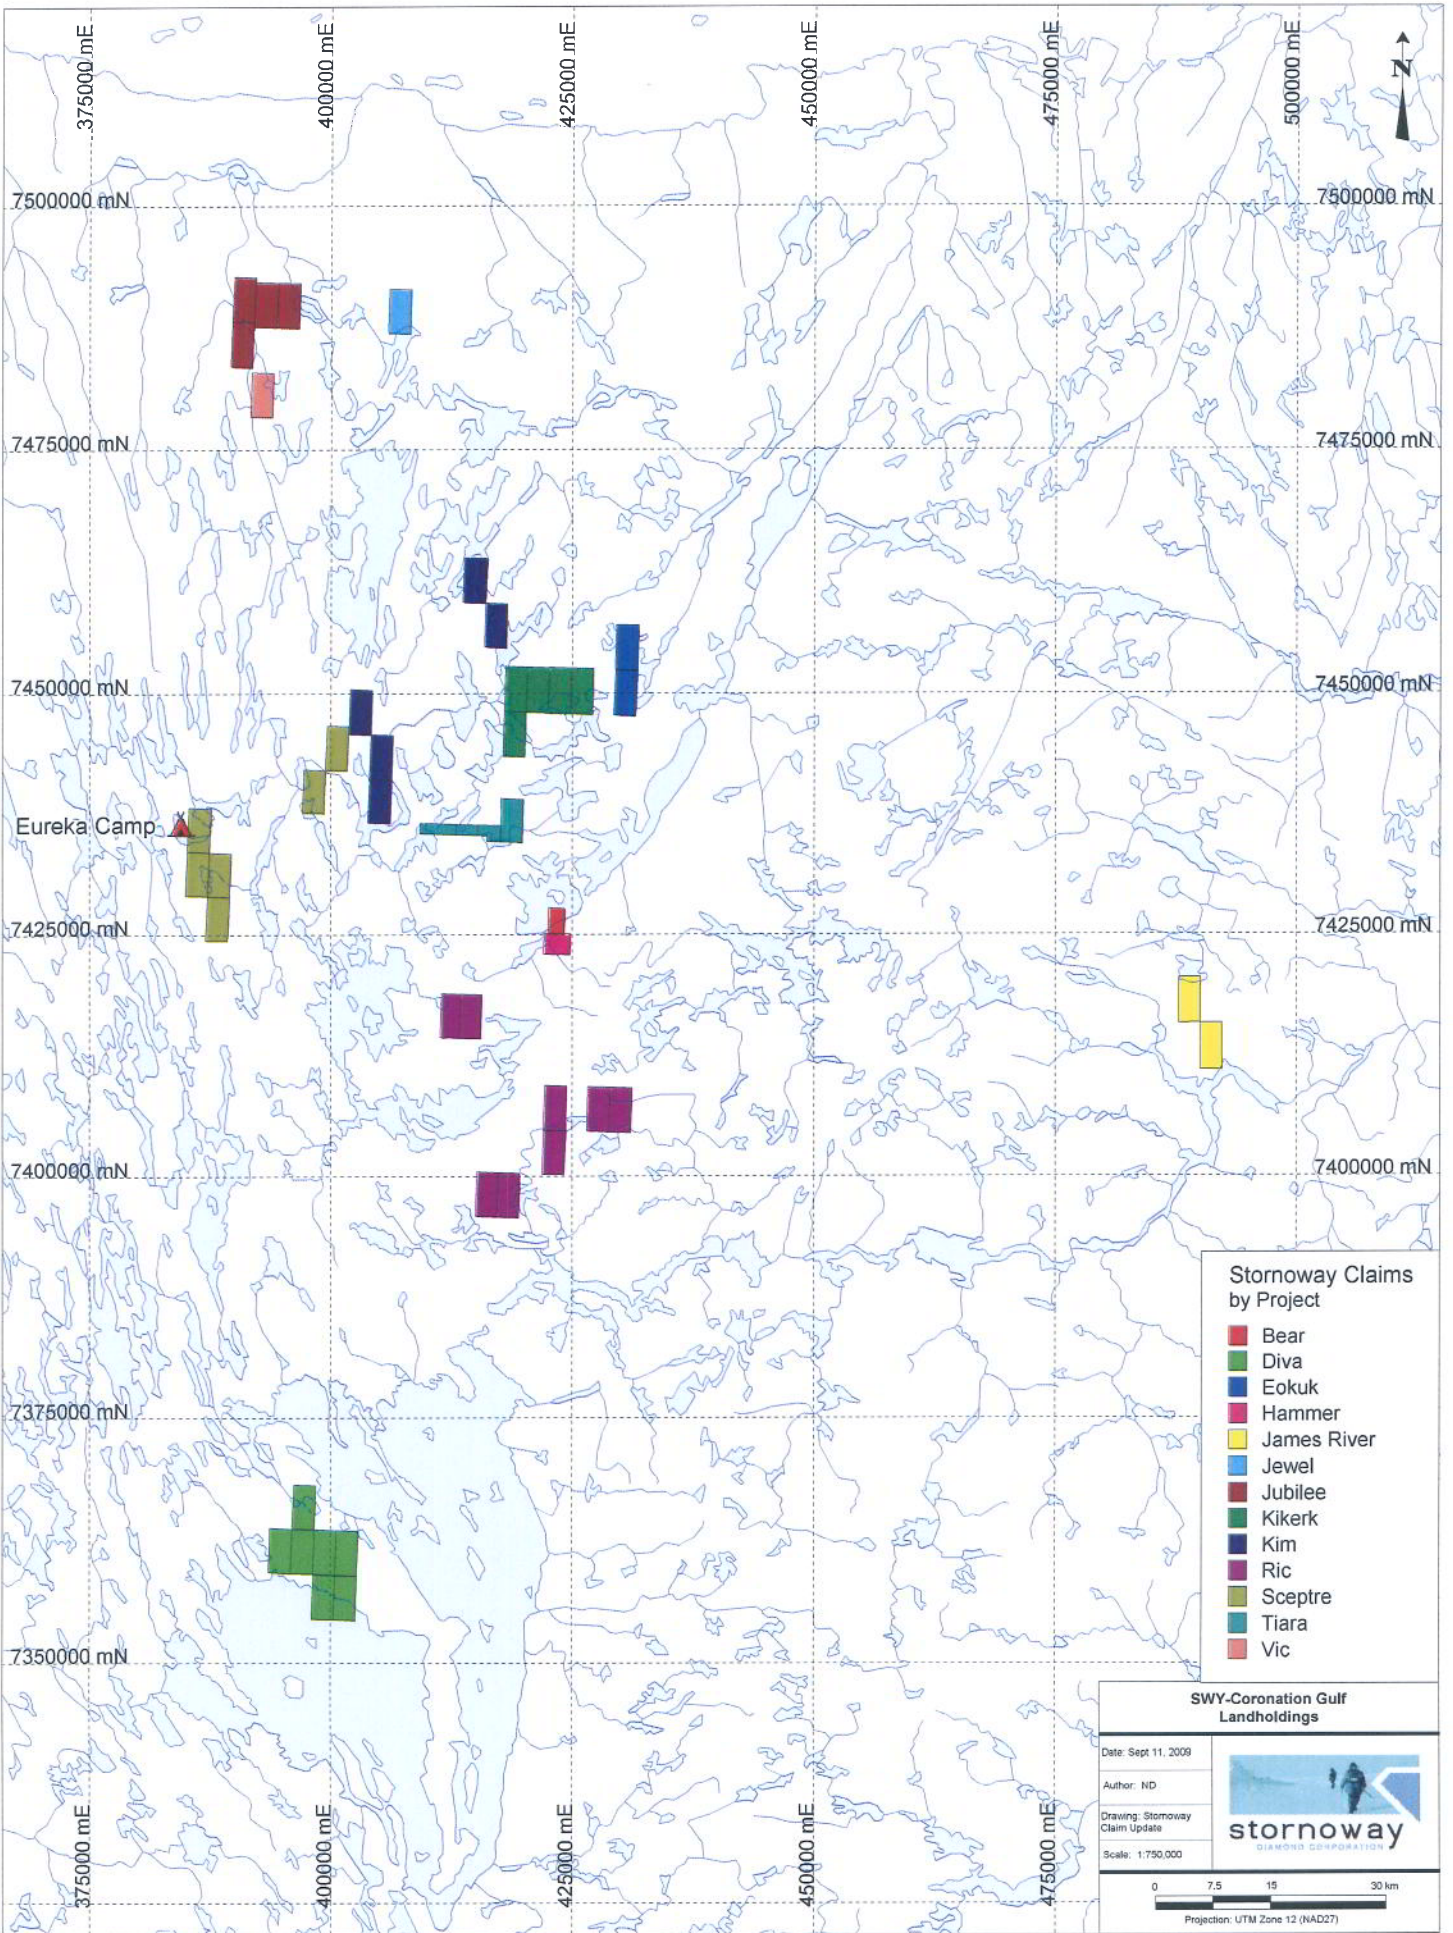 375000 mE
400000 mE
425000 mE
450000 mE
475000 mE
500000 mE
N
7500000 mN
7500000 mN
7475000 mN
7475000 mN
7450000 mN
7450000 mN
Eureka Camp
7425000 mN
7425000 mN
7400000 mN
7400000 mN
7375000 mN
7350000 mN
Stornoway Claims
by Project
Bear
Diva
Eokuk
Hammer
James River
Jewel
Jubilee
Kikerk
Kim
Ric
Sceptre
Tiara
Vic
SWY-Coronation Gulf
Landholdings
Date: Sept 11, 2009
Author: ND
Drawing: Stornoway
Claim Update
Scale: 1:750,000
stornoway
DIAMOND CORPORATION
0 7.5 15 30 km
Projection: UTM Zone 12 (NAD27)
375000 mE
400000 mE
425000 mE
450000 mE
475000 mE